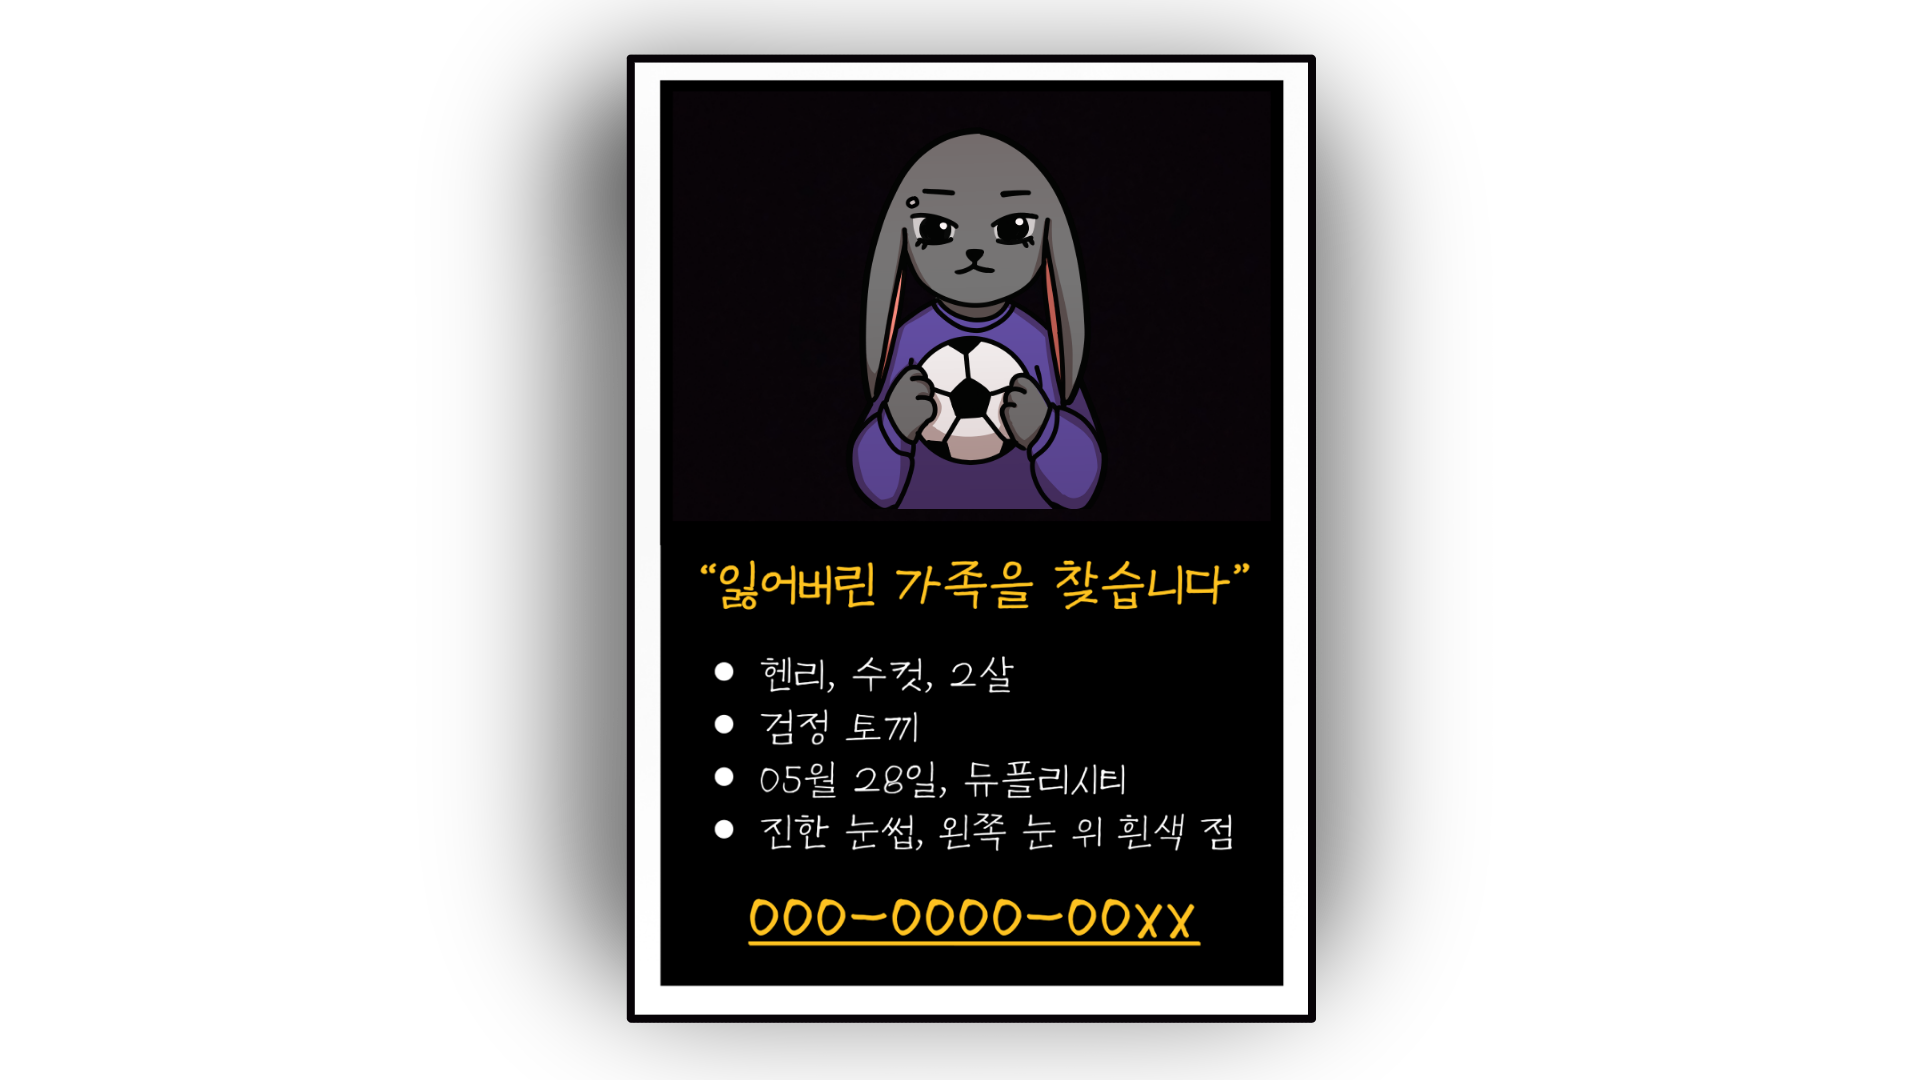 “잃어버린 가족을 찾습니다”
● 헨리, 수컷, 2살
● 검정 토끼
● 05월 28일, 듀플리시티
● 진한 눈썹, 왼쪽 눈 위 흰색 점
000-0000-00xx